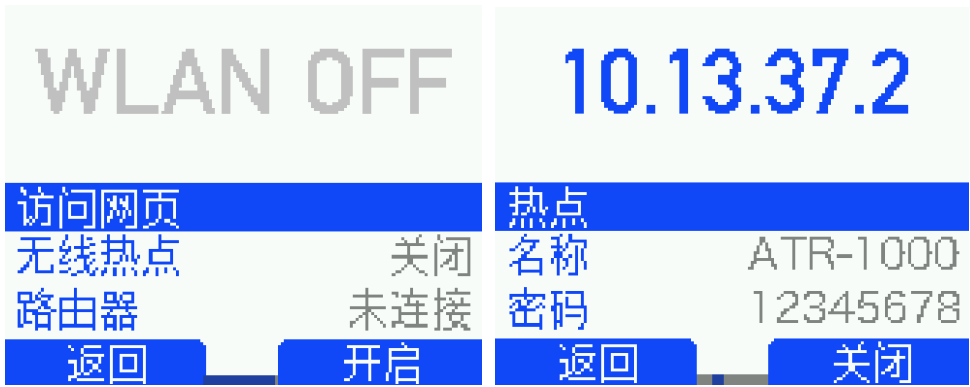 WLAN OFF
访问网页
无线热点 关闭
路由器 未连接
返回 开启
10.13.37.2
热点
名称 ATR-1000
密码 12345678
返回 关闭